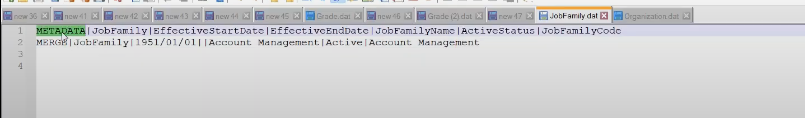 new 36 new 41 new 42 new 43 new 44 new 45 Grade.dat new 46 Grade (2).dat new 47 JobFamily.dat Organization.dat
1 METADATA|JobFamily|EffectiveStartDate|EffectiveEndDate|JobFamilyName|ActiveStatus|JobFamilyCode
2 MERGE|JobFamily|1951/01/01||Account Management|Active|Account Management
3
4